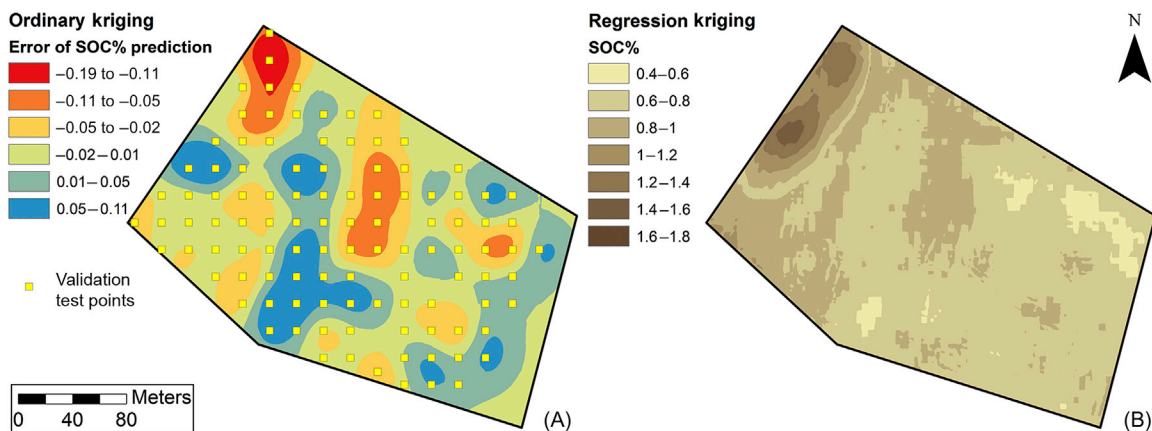 Ordinary kriging
Error of SOC% prediction
−0.19 to −0.11
−0.11 to −0.05
−0.05 to −0.02
−0.02−0.01
0.01−0.05
0.05−0.11
Validation
test points
Meters
0 40 80
(A)
Regression kriging
SOC%
0.4−0.6
0.6−0.8
0.8−1
1−1.2
1.2−1.4
1.4−1.6
1.6−1.8
N
(B)